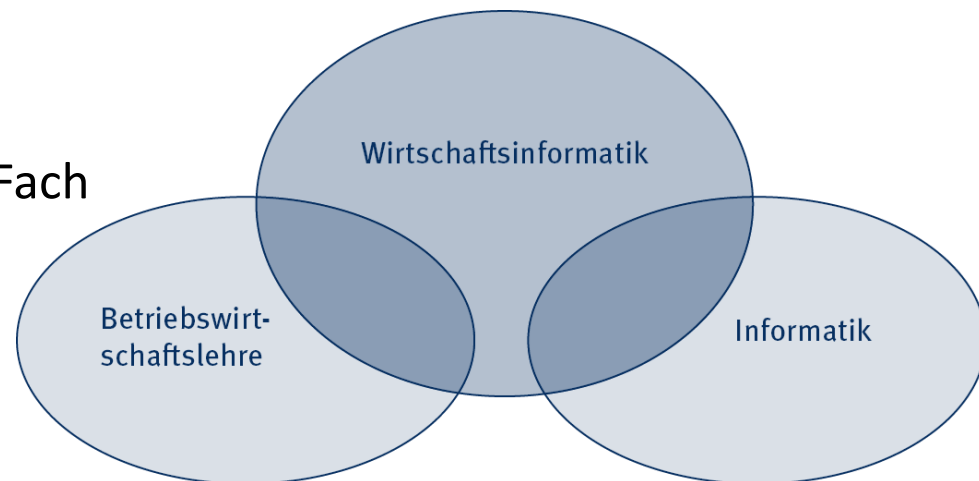 Wirtschaftsinformatik
Fach
Betriebswirt-
schaftslehre
Informatik